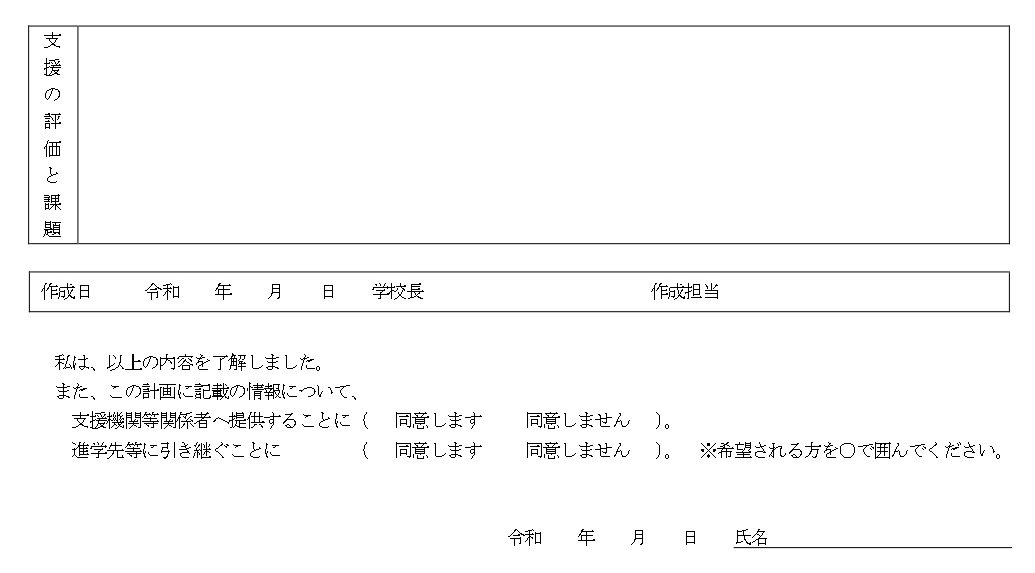 支援の評価と課題
作成日　　　令和　　年　　月　　日　　学校長　　　　　　　　　　　　　作成担当
私は、以上の内容を了解しました。
また、この計画に記載の情報について、
支援機関等関係者へ提供することに（　同意します　　同意しません　）。
進学先等に引き継ぐことに　　　　（　同意します　　同意しません　）。　※希望される方を〇で囲んでください。
令和　　年　　月　　日　　氏名